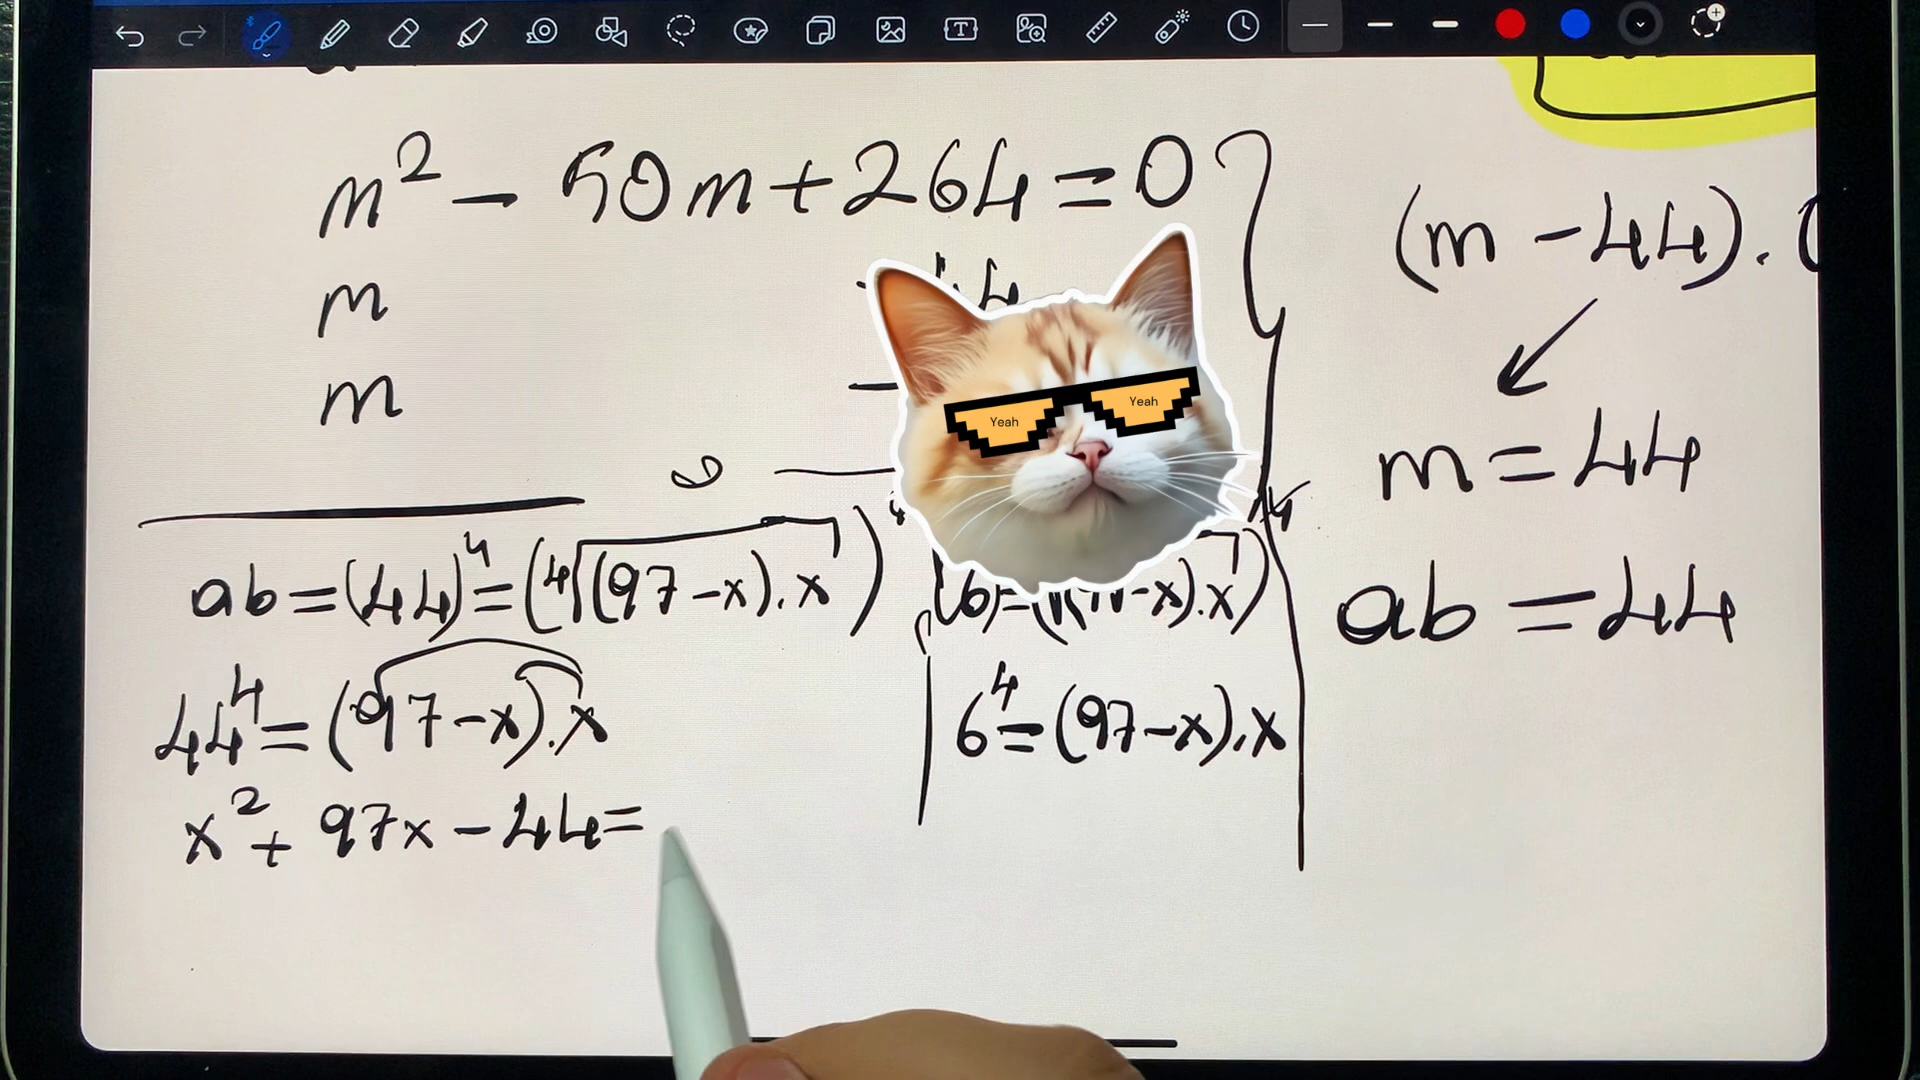 m² - 50m + 264 = 0
m
m
Yeah Yeah
ab = (44)⁴ = (⁴√(97-x).x)
44⁴ = (97-x).x
x² + 97x - 44 =
6⁴ = (97-x).x
(m - 44).(
m = 44
ab = 44